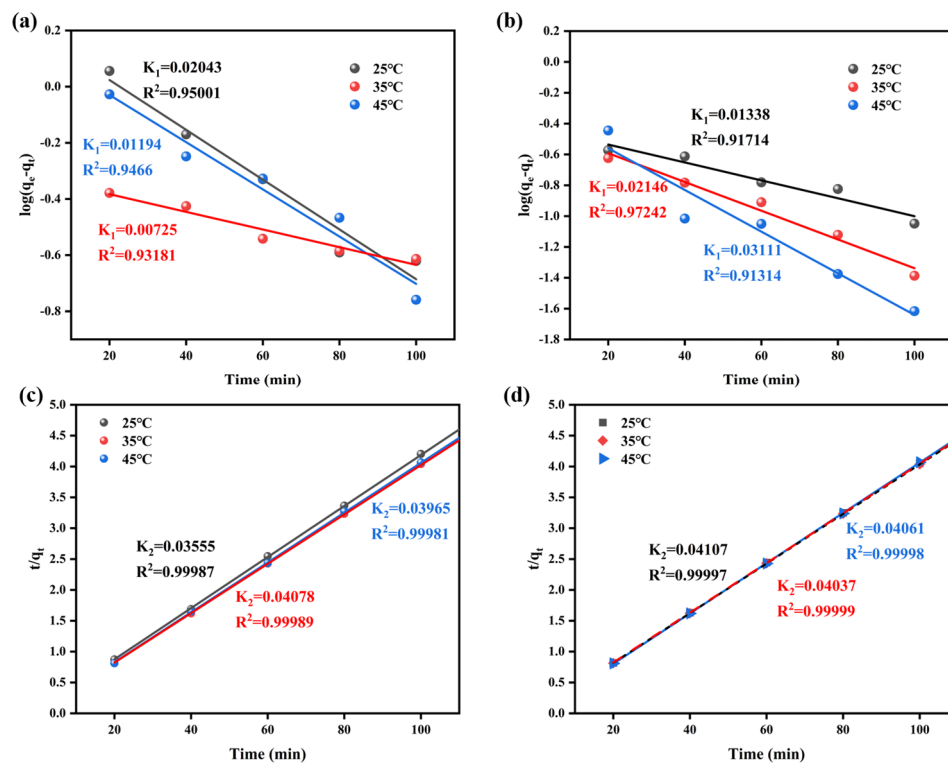 (a)
0.2
0.0
-0.2
-0.4
-0.6
-0.8
log(qₑ-qₜ)
K₁=0.02043
R²=0.95001
25°C
35°C
45°C
K₁=0.01194
R²=0.9466
K₁=0.00725
R²=0.93181
20 40 60 80 100
Time (min)
(b)
0.2
0.0
-0.2
-0.4
-0.6
-0.8
-1.0
-1.2
-1.4
-1.6
-1.8
log(qₑ-qₜ)
25°C
35°C
45°C
K₁=0.01338
R²=0.91714
K₁=0.02146
R²=0.97242
K₁=0.03111
R²=0.91314
20 40 60 80 100
Time (min)
(c)
5.0
4.5
4.0
3.5
3.0
2.5
2.0
1.5
1.0
0.5
0.0
t/qₜ
25°C
35°C
45°C
K₂=0.03965
R²=0.99981
K₂=0.03555
R²=0.99987
K₂=0.04078
R²=0.99989
20 40 60 80 100
Time (min)
(d)
5.0
4.5
4.0
3.5
3.0
2.5
2.0
1.5
1.0
0.5
0.0
t/qₜ
25°C
35°C
45°C
K₂=0.04061
R²=0.99998
K₂=0.04107
R²=0.99997
K₂=0.04037
R²=0.99999
20 40 60 80 100
Time (min)